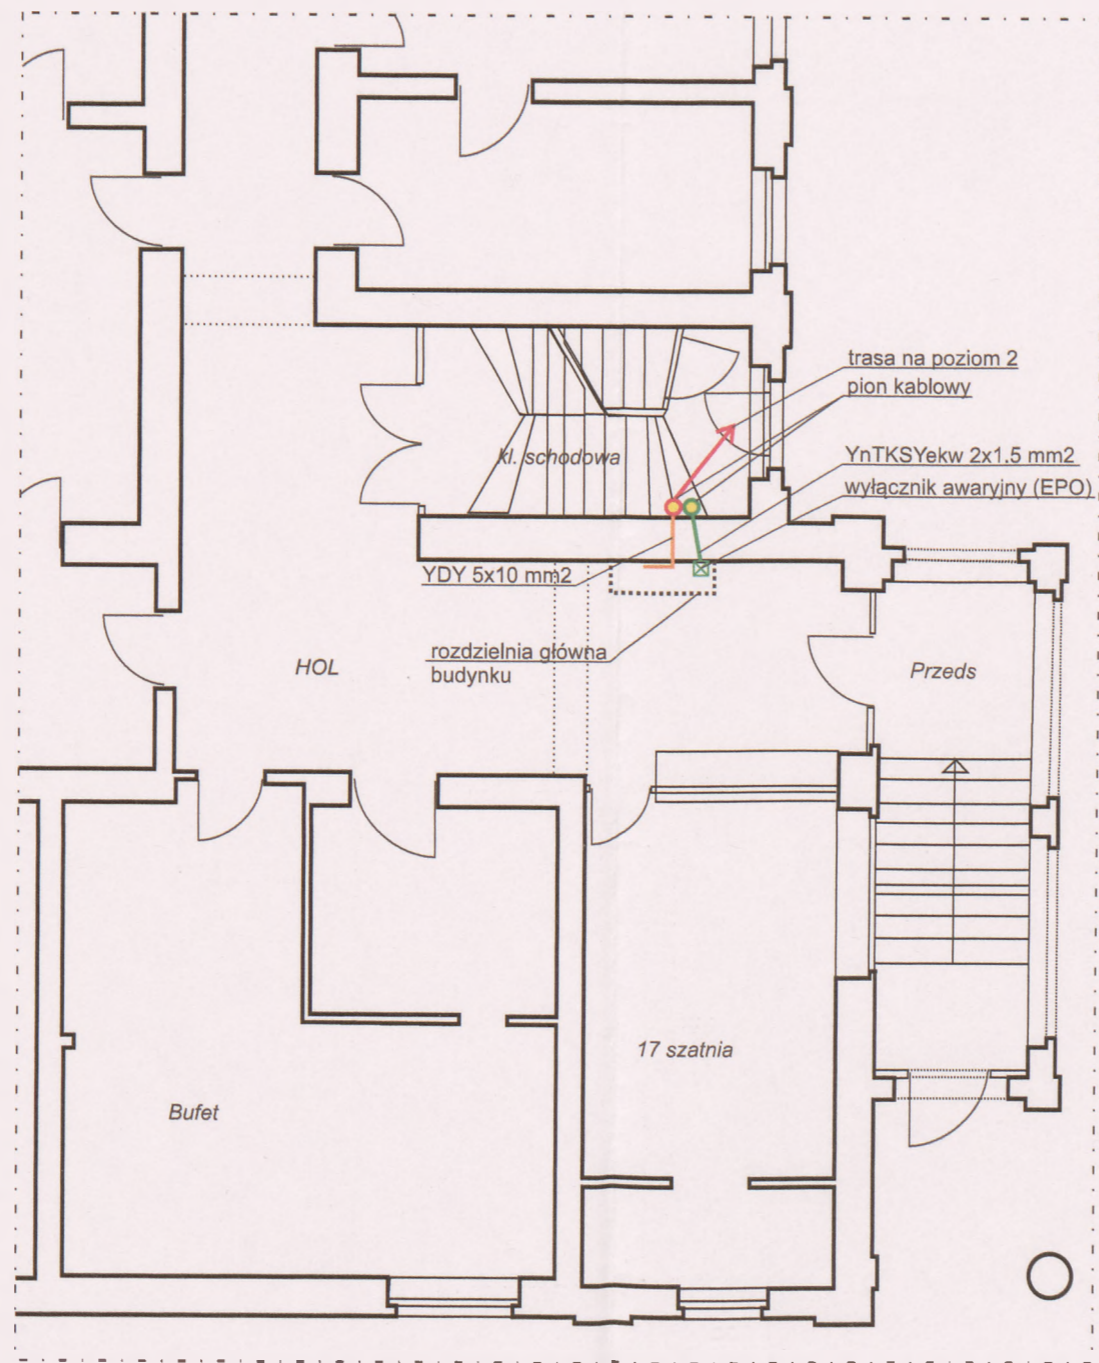 trasa na poziom 2
pion kablowy
YnTKSYekw 2x1.5 mm2
kl. schodowa
wyłącznik awaryjny (EPO)
YDY 5x10 mm2
rozdzielnia główna
budynku
HOL
Przeds
17 szatnia
Bufet